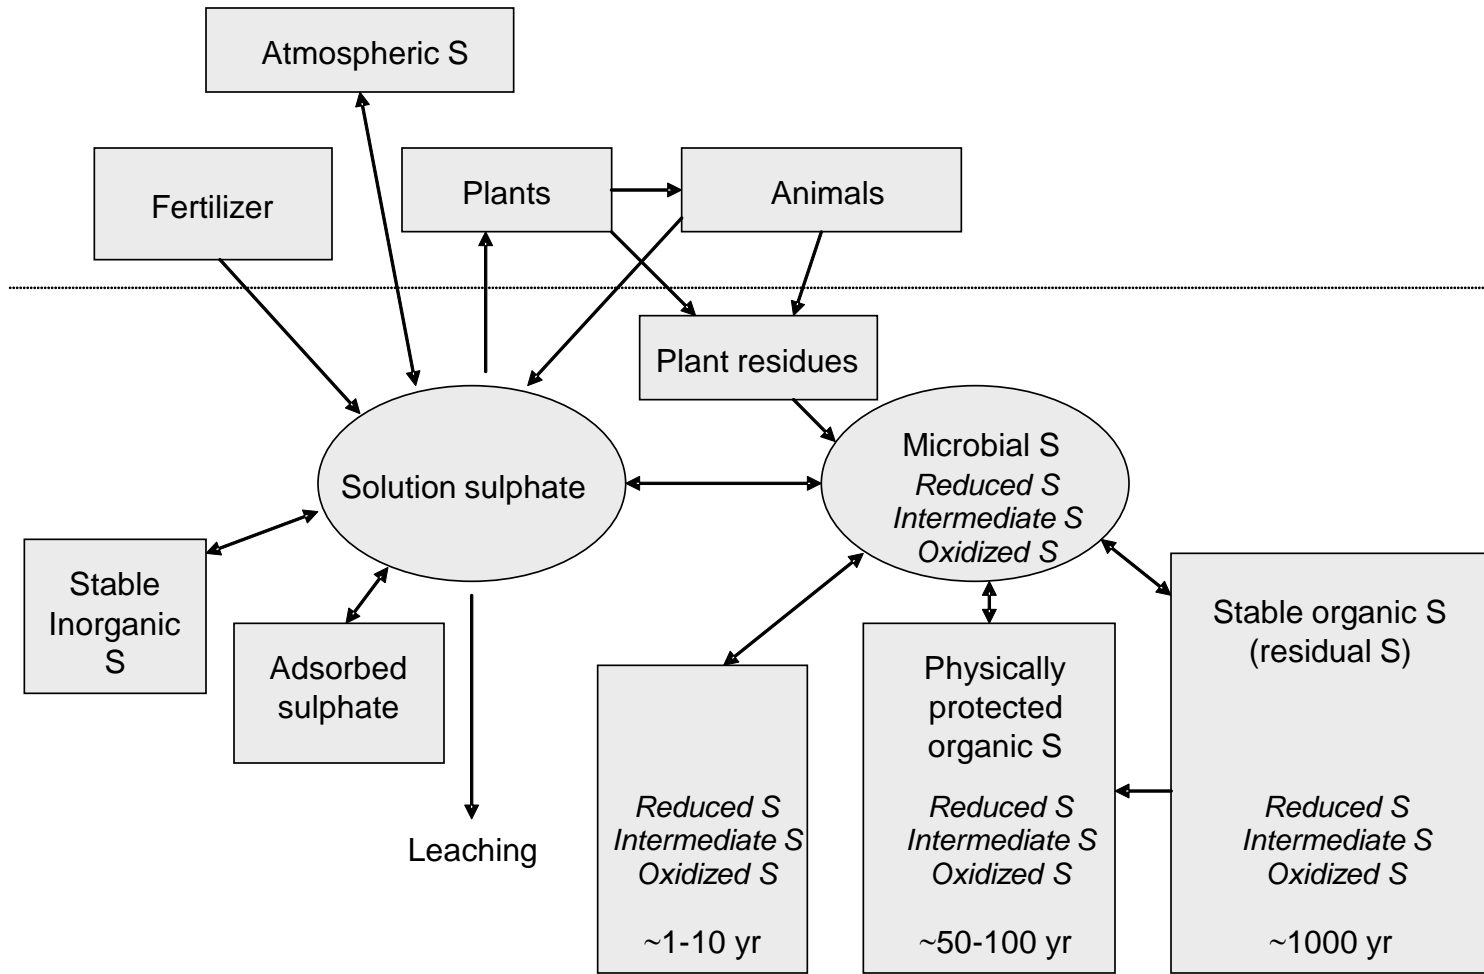 Atmospheric S
Fertilizer
Plants
Animals
Plant residues
Solution sulphate
Microbial S
Reduced S
Intermediate S
Oxidized S
Stable
Inorganic
S
Adsorbed
sulphate
Leaching
Reduced S
Intermediate S
Oxidized S
~1-10 yr
Physically
protected
organic S
Reduced S
Intermediate S
Oxidized S
~50-100 yr
Stable organic S
(residual S)
Reduced S
Intermediate S
Oxidized S
~1000 yr